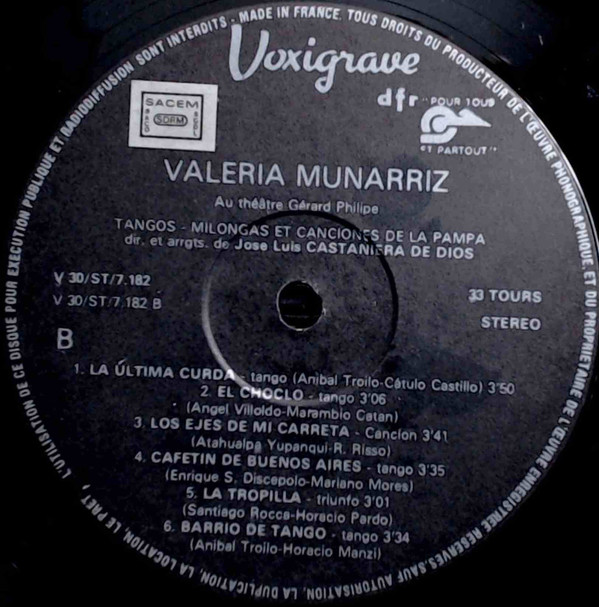 MADE IN FRANCE. TOUS DROITS DU PRODUCTEUR DE L'ŒUVRE PHONOGRAPHIQUE ET DU PROPRIETAIRE DE L'ŒUVRE ENREGISTREE RESERVES. SAUF AUTORISATION, LA DUPLICATION, LA LOCATION, LE PRET, L'UTILISATION DE CE DISQUE POUR EXECUTION PUBLIQUE ET RADIODIFFUSION SONT INTERDITS -
Voxigrave
SACEM
SDRM
dfr "POUR TOUS
ET PARTOUT"
VALERIA MUNARRIZ
Au théâtre Gérard Philipe
TANGOS - MILONGAS ET CANCIONES DE LA PAMPA
dir. et arrgts. de Jose Luis CASTANIERA DE DIOS
V 30/ST/7.182
V 30/ST/7.182 B
33 TOURS
STEREO
B
1. LA ÚLTIMA CURDA - tango (Anibal Troilo-Cátulo Castillo) 3'50
2. EL CHOCLO - tango 3'06
(Angel Villoldo-Marambio Catan)
3. LOS EJES DE MI CARRETA - Cancion 3'41
(Atahualpa Yupanqui-R. Risso)
4. CAFETIN DE BUENOS AIRES - tango 3'35
(Enrique S. Discepolo-Mariano Mores)
5. LA TROPILLA - triunfo 3'01
(Santiago Rocca-Horacio Pardo)
6. BARRIO DE TANGO - tango 3'34
(Anibal Troilo-Horacio Manzi)